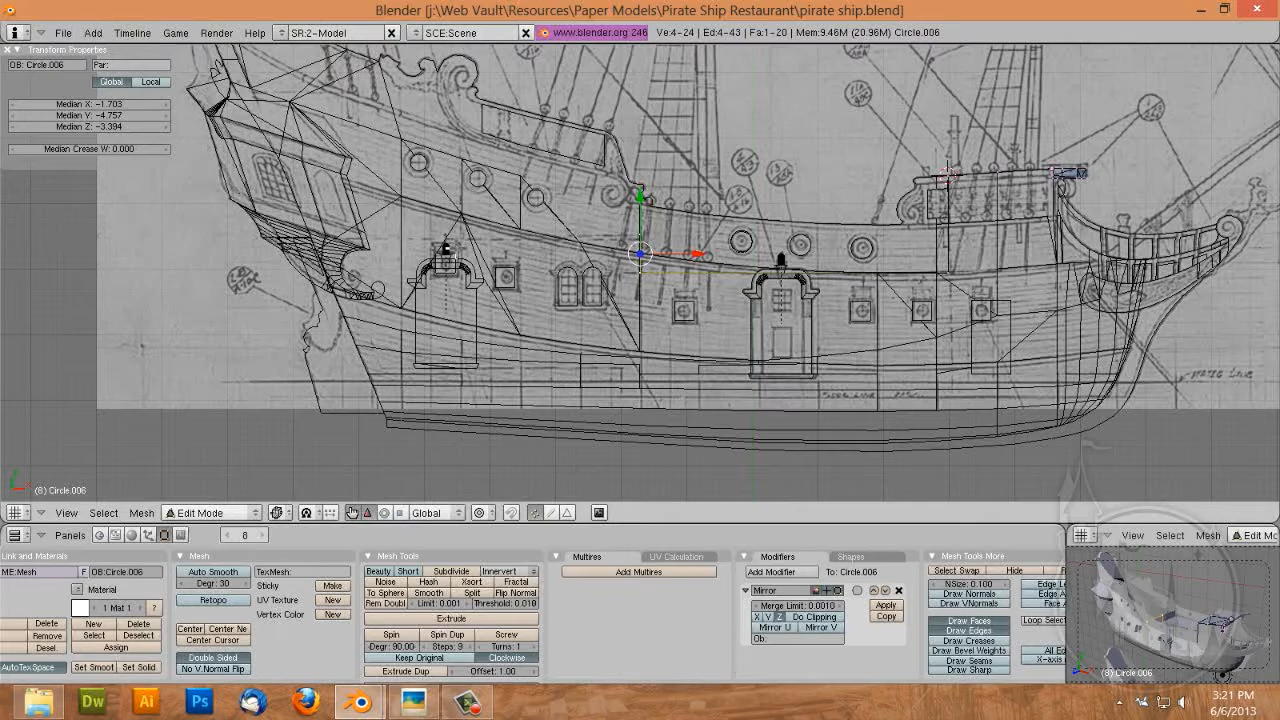 Blender [j:\Web Vault\Resources\Paper Models\Pirate Ship Restaurant\pirate ship.blend]
File Add Timeline Game Render Help SR:2-Model SCE:Scene www.blender.org 246 Ve:4-24 | Ed:4-43 | Fa:1-20 | Mem:9.46M (20.96M) Circle.006
Transform Properties
OB: Circle.006 Par:
Global Local
Median X: -1.703
Median Y: -4.757
Median Z: -3.394
Median Crease W: 0.000
(8) Circle.006
View Select Mesh Edit Mode Global
Panels 8 View Select Mesh Edit Mo
Link and Materials Mesh Mesh Tools Multires UV Calculation Modifiers Shapes Mesh Tools More
ME:Mesh F OB:Circle.006
Material
1 Mat 1 ?
New Delete
Remove Select Deselect
Desel. Assign
AutoTexSpace Set Smoot Set Solid
Auto Smooth
Degr: 30
Retopo
TexMesh:
Sticky Make
UV Texture New
Vertex Color New
Center Center Ne
Center Cursor
Double Sided
No V.Normal Flip
Beauty Short Subdivide Innervert
Noise Hash Xsort Fractal
To Sphere Smooth Split Flip Normal
Rem Doubl Limit: 0.001 Threshold: 0.010
Extrude
Spin Spin Dup Screw
Degr: 90.00 Steps: 9 Turns: 1
Keep Original Clockwise
Extrude Dup Offset: 1.00
Add Multires
Add Modifier To: Circle.006
Mirror
Merge Limit: 0.0010 Apply
X Y Z Do Clipping Copy
Mirror U Mirror V
Ob:
Select Swap Hide
NSize: 0.100
Draw Normals
Draw VNormals
Draw Faces
Draw Edges
Draw Creases
Draw Bevel Weights
Draw Seams
Draw Sharp
Edge L
Edge A
Face
Loop Selec
All Ed
X-axis
(8) Circle.006
Dw Ai Ps
3:21 PM
6/6/2013